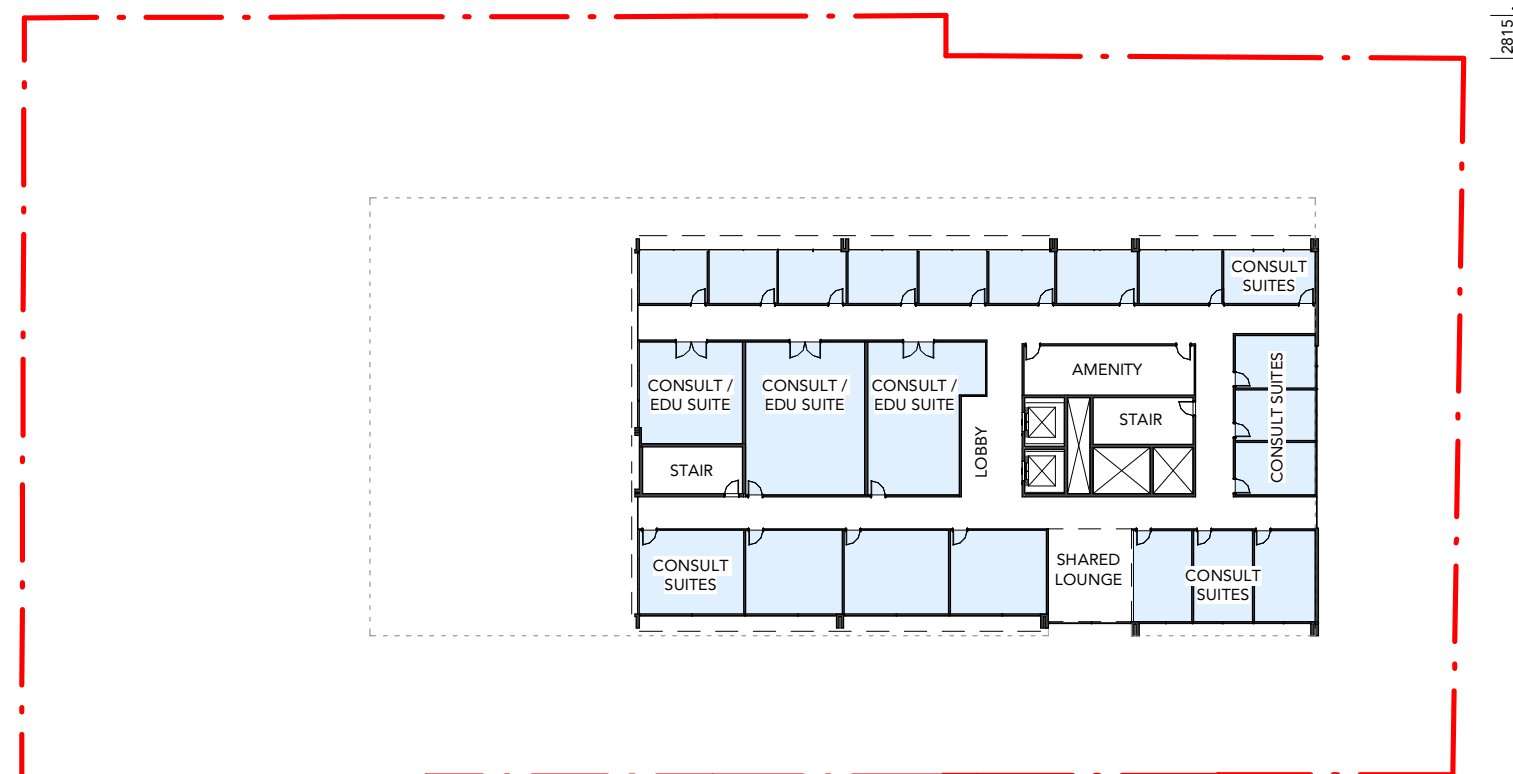 2815
CONSULT
SUITES
AMENITY
CONSULT /
EDU SUITE
CONSULT /
EDU SUITE
CONSULT /
EDU SUITE
STAIR
CONSULT SUITES
LOBBY
STAIR
SHARED
LOUNGE
CONSULT
SUITES
CONSULT
SUITES